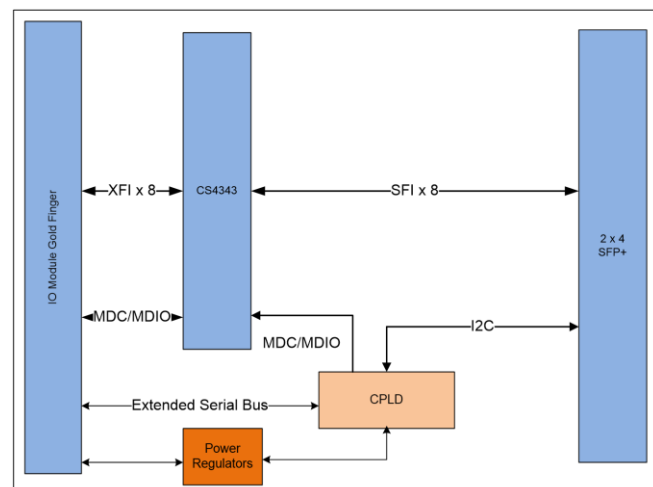 IO Module Gold Finger
XFI x 8
CS4343
SFI x 8
2 x 4
SFP+
MDC/MDIO
MDC/MDIO
I2C
Extended Serial Bus
CPLD
Power
Regulators